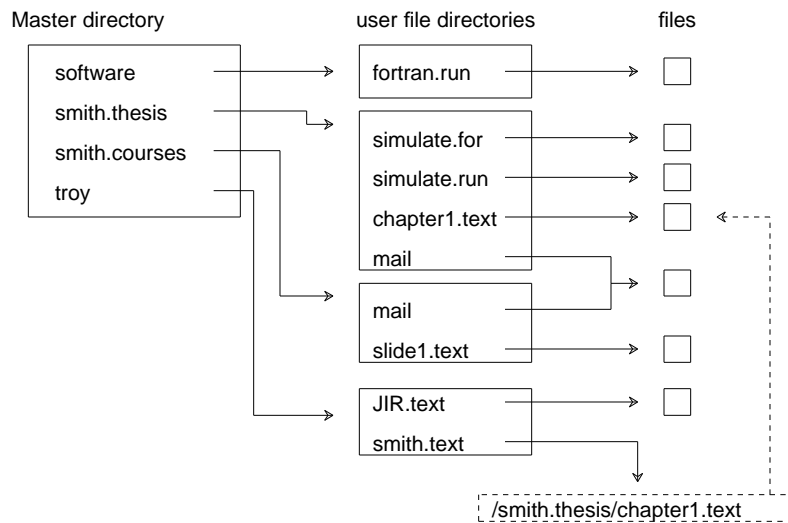 Master directory
user file directories
files
software
smith.thesis
smith.courses
troy
fortran.run
simulate.for
simulate.run
chapter1.text
mail
mail
slide1.text
JIR.text
smith.text
/smith.thesis/chapter1.text